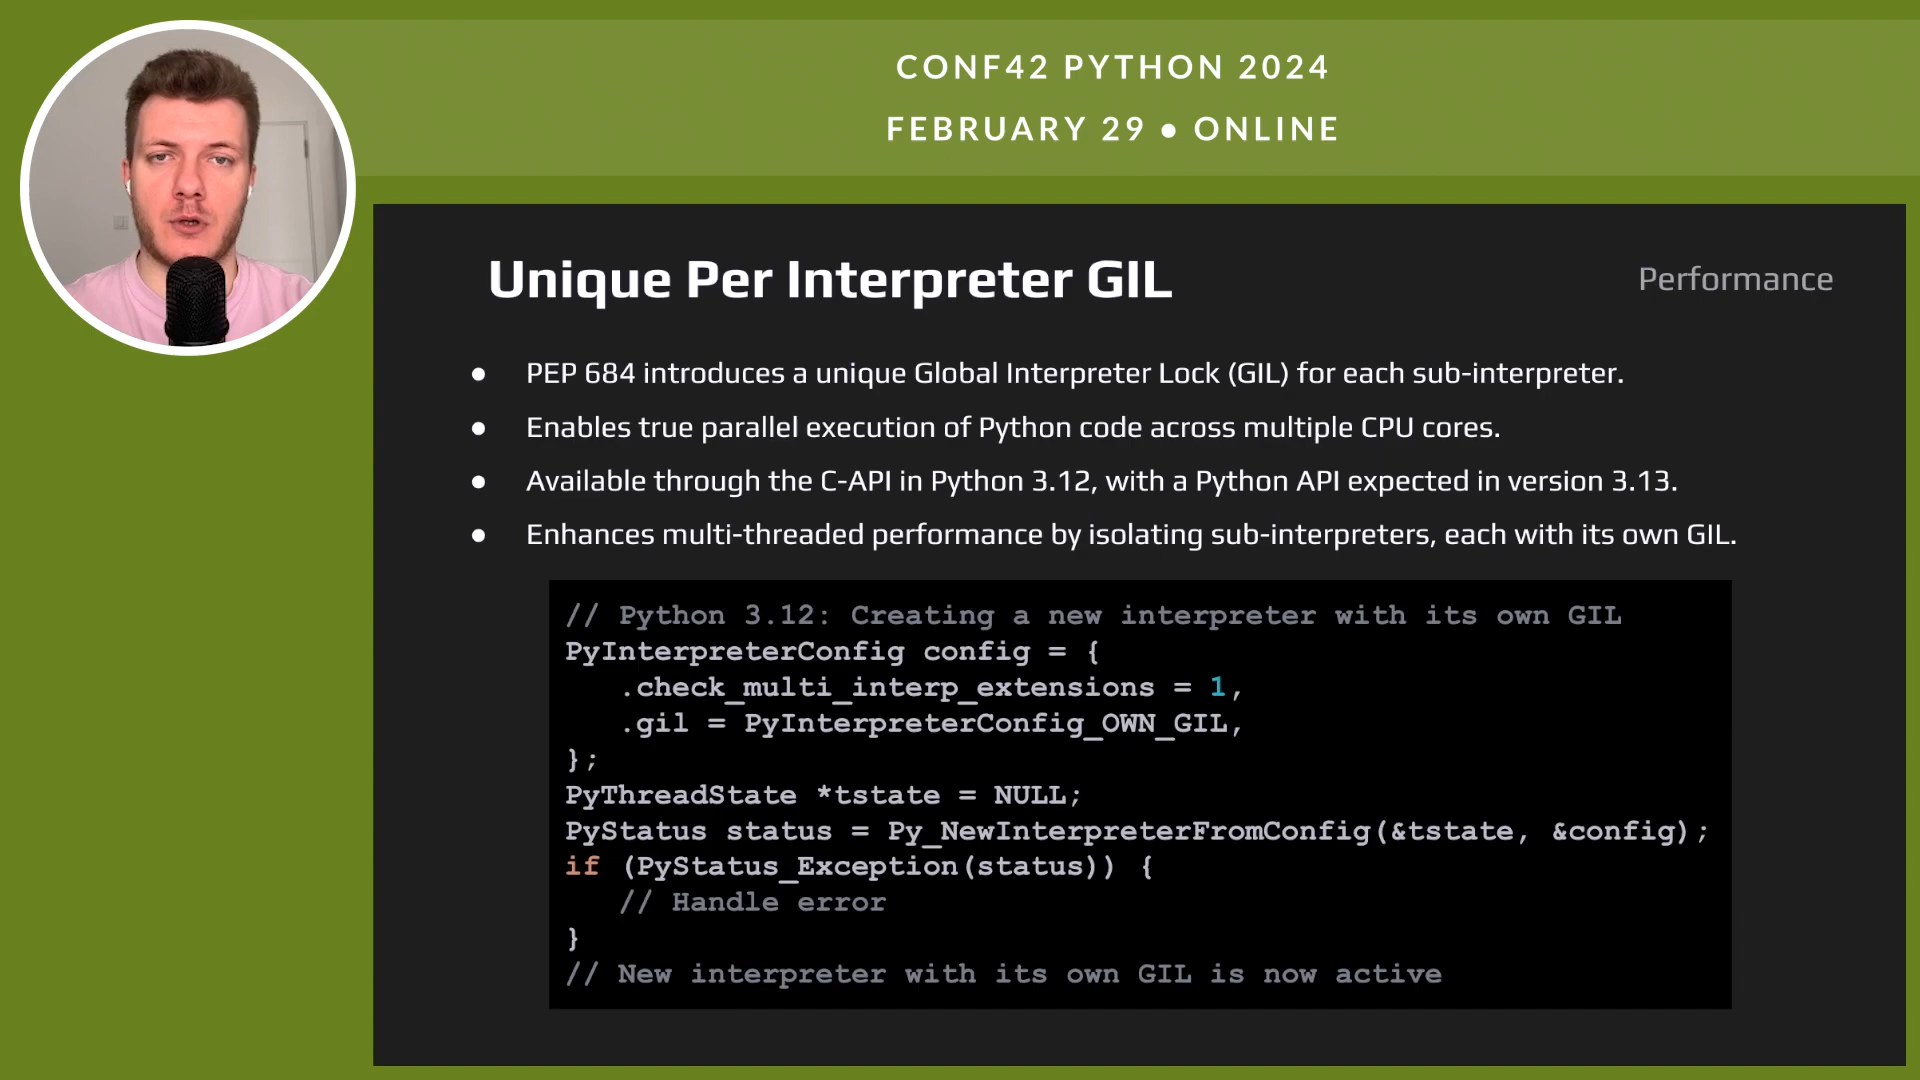 CONF42 PYTHON 2024
FEBRUARY 29 • ONLINE
Unique Per Interpreter GIL
Performance
● PEP 684 introduces a unique Global Interpreter Lock (GIL) for each sub-interpreter.
● Enables true parallel execution of Python code across multiple CPU cores.
● Available through the C-API in Python 3.12, with a Python API expected in version 3.13.
● Enhances multi-threaded performance by isolating sub-interpreters, each with its own GIL.
// Python 3.12: Creating a new interpreter with its own GIL
PyInterpreterConfig config = {
   .check_multi_interp_extensions = 1,
   .gil = PyInterpreterConfig_OWN_GIL,
};
PyThreadState *tstate = NULL;
PyStatus status = Py_NewInterpreterFromConfig(&tstate, &config);
if (PyStatus_Exception(status)) {
   // Handle error
}
// New interpreter with its own GIL is now active